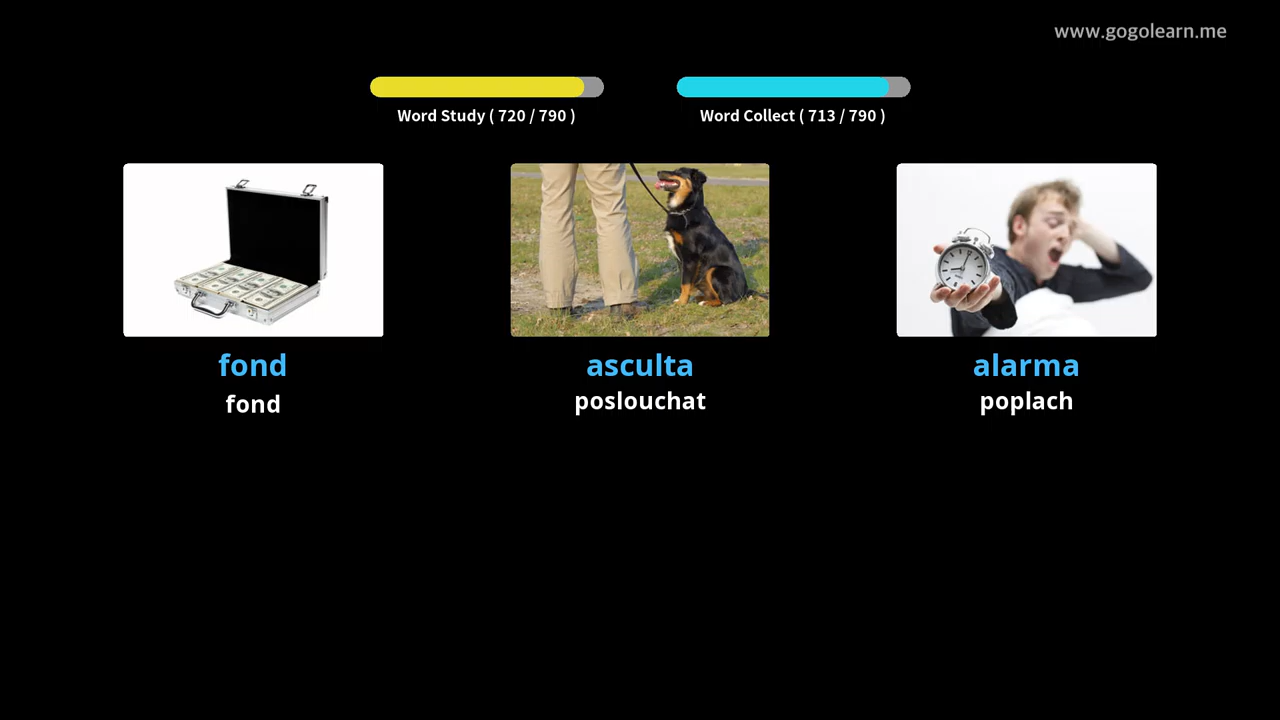 www.gogolearn.me
Word Study ( 720 / 790 )
Word Collect ( 713 / 790 )
fond
fond
asculta
poslouchat
alarma
poplach